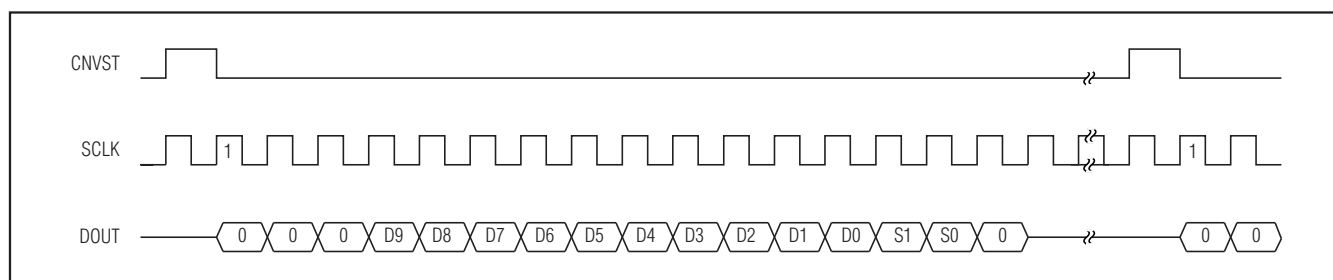 CNVST
SCLK 1 1
DOUT 0 0 0 D9 D8 D7 D6 D5 D4 D3 D2 D1 D0 S1 S0 0 0 0